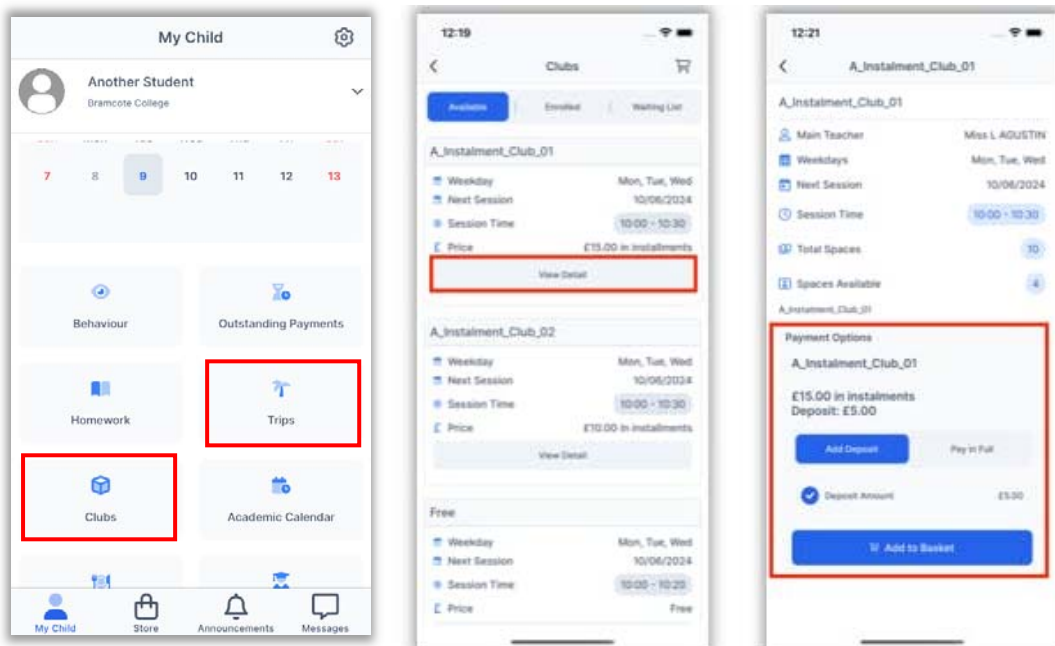 My Child
Another Student
Bramcote College
7 8 9 10 11 12 13
Behaviour
Outstanding Payments
Homework
Trips
Clubs
Academic Calendar
My Child
Store
Announcements
Messages
12:19
Clubs
Available
Enrolled
Waiting List
A_Instalment_Club_01
Weekday Mon, Tue, Wed
Next Session 10/06/2024
Session Time 10:00 - 10:30
£ Price £15.00 in installments
View Detail
A_Instalment_Club_02
Weekday Mon, Tue, Wed
Next Session 10/06/2024
Session Time 10:00 - 10:30
£ Price £10.00 in installments
View Detail
Free
Weekday Mon, Tue, Wed
Next Session 10/06/2024
Session Time 10:00 - 10:20
£ Price Free
12:21
A_Instalment_Club_01
A_Instalment_Club_01
Main Teacher Miss L AGUSTIN
Weekdays Mon, Tue, Wed
Next Session 10/06/2024
Session Time 10:00 - 10:30
Total Spaces 10
Spaces Available 4
A_Instalment_Club_01
Payment Options
A_Instalment_Club_01
£15.00 in instalments
Deposit: £5.00
Add Deposit
Pay in Full
Deposit Amount £5.00
Add to Basket